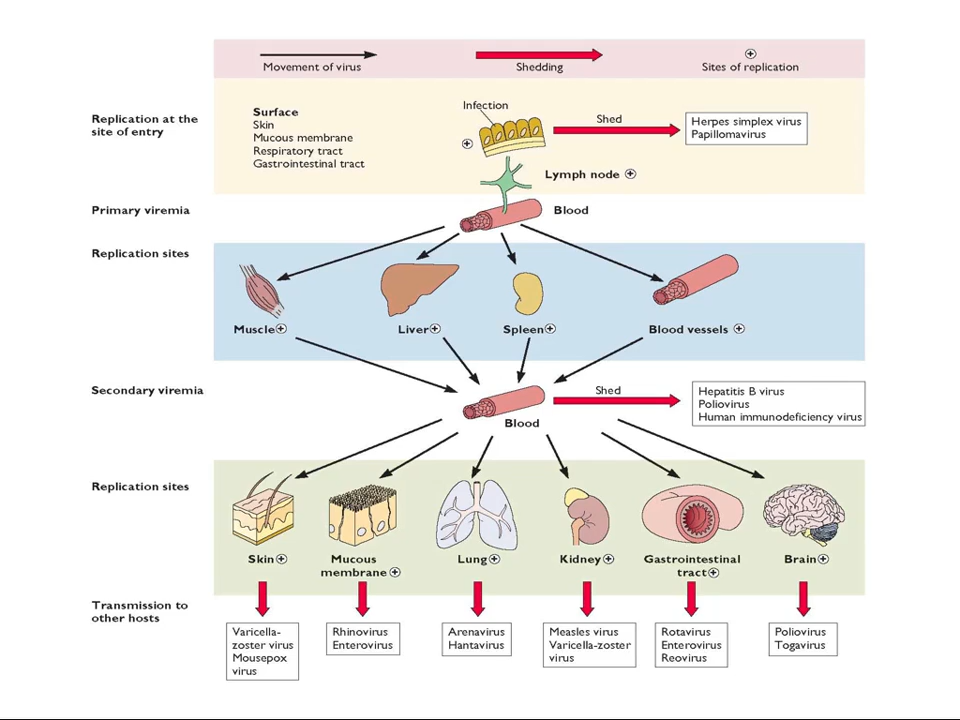 Movement of virus
Shedding
Sites of replication
Replication at the
site of entry
Surface
Skin
Mucous membrane
Respiratory tract
Gastrointestinal tract
Infection
Shed
Herpes simplex virus
Papillomavirus
Lymph node
Primary viremia
Blood
Replication sites
Muscle
Liver
Spleen
Blood vessels
Secondary viremia
Shed
Hepatitis B virus
Poliovirus
Human immunodeficiency virus
Blood
Replication sites
Skin
Mucous
membrane
Lung
Kidney
Gastrointestinal
tract
Brain
Transmission to
other hosts
Varicella-
zoster virus
Mousepox
virus
Rhinovirus
Enterovirus
Arenavirus
Hantavirus
Measles virus
Varicella-zoster
virus
Rotavirus
Enterovirus
Reovirus
Poliovirus
Togavirus